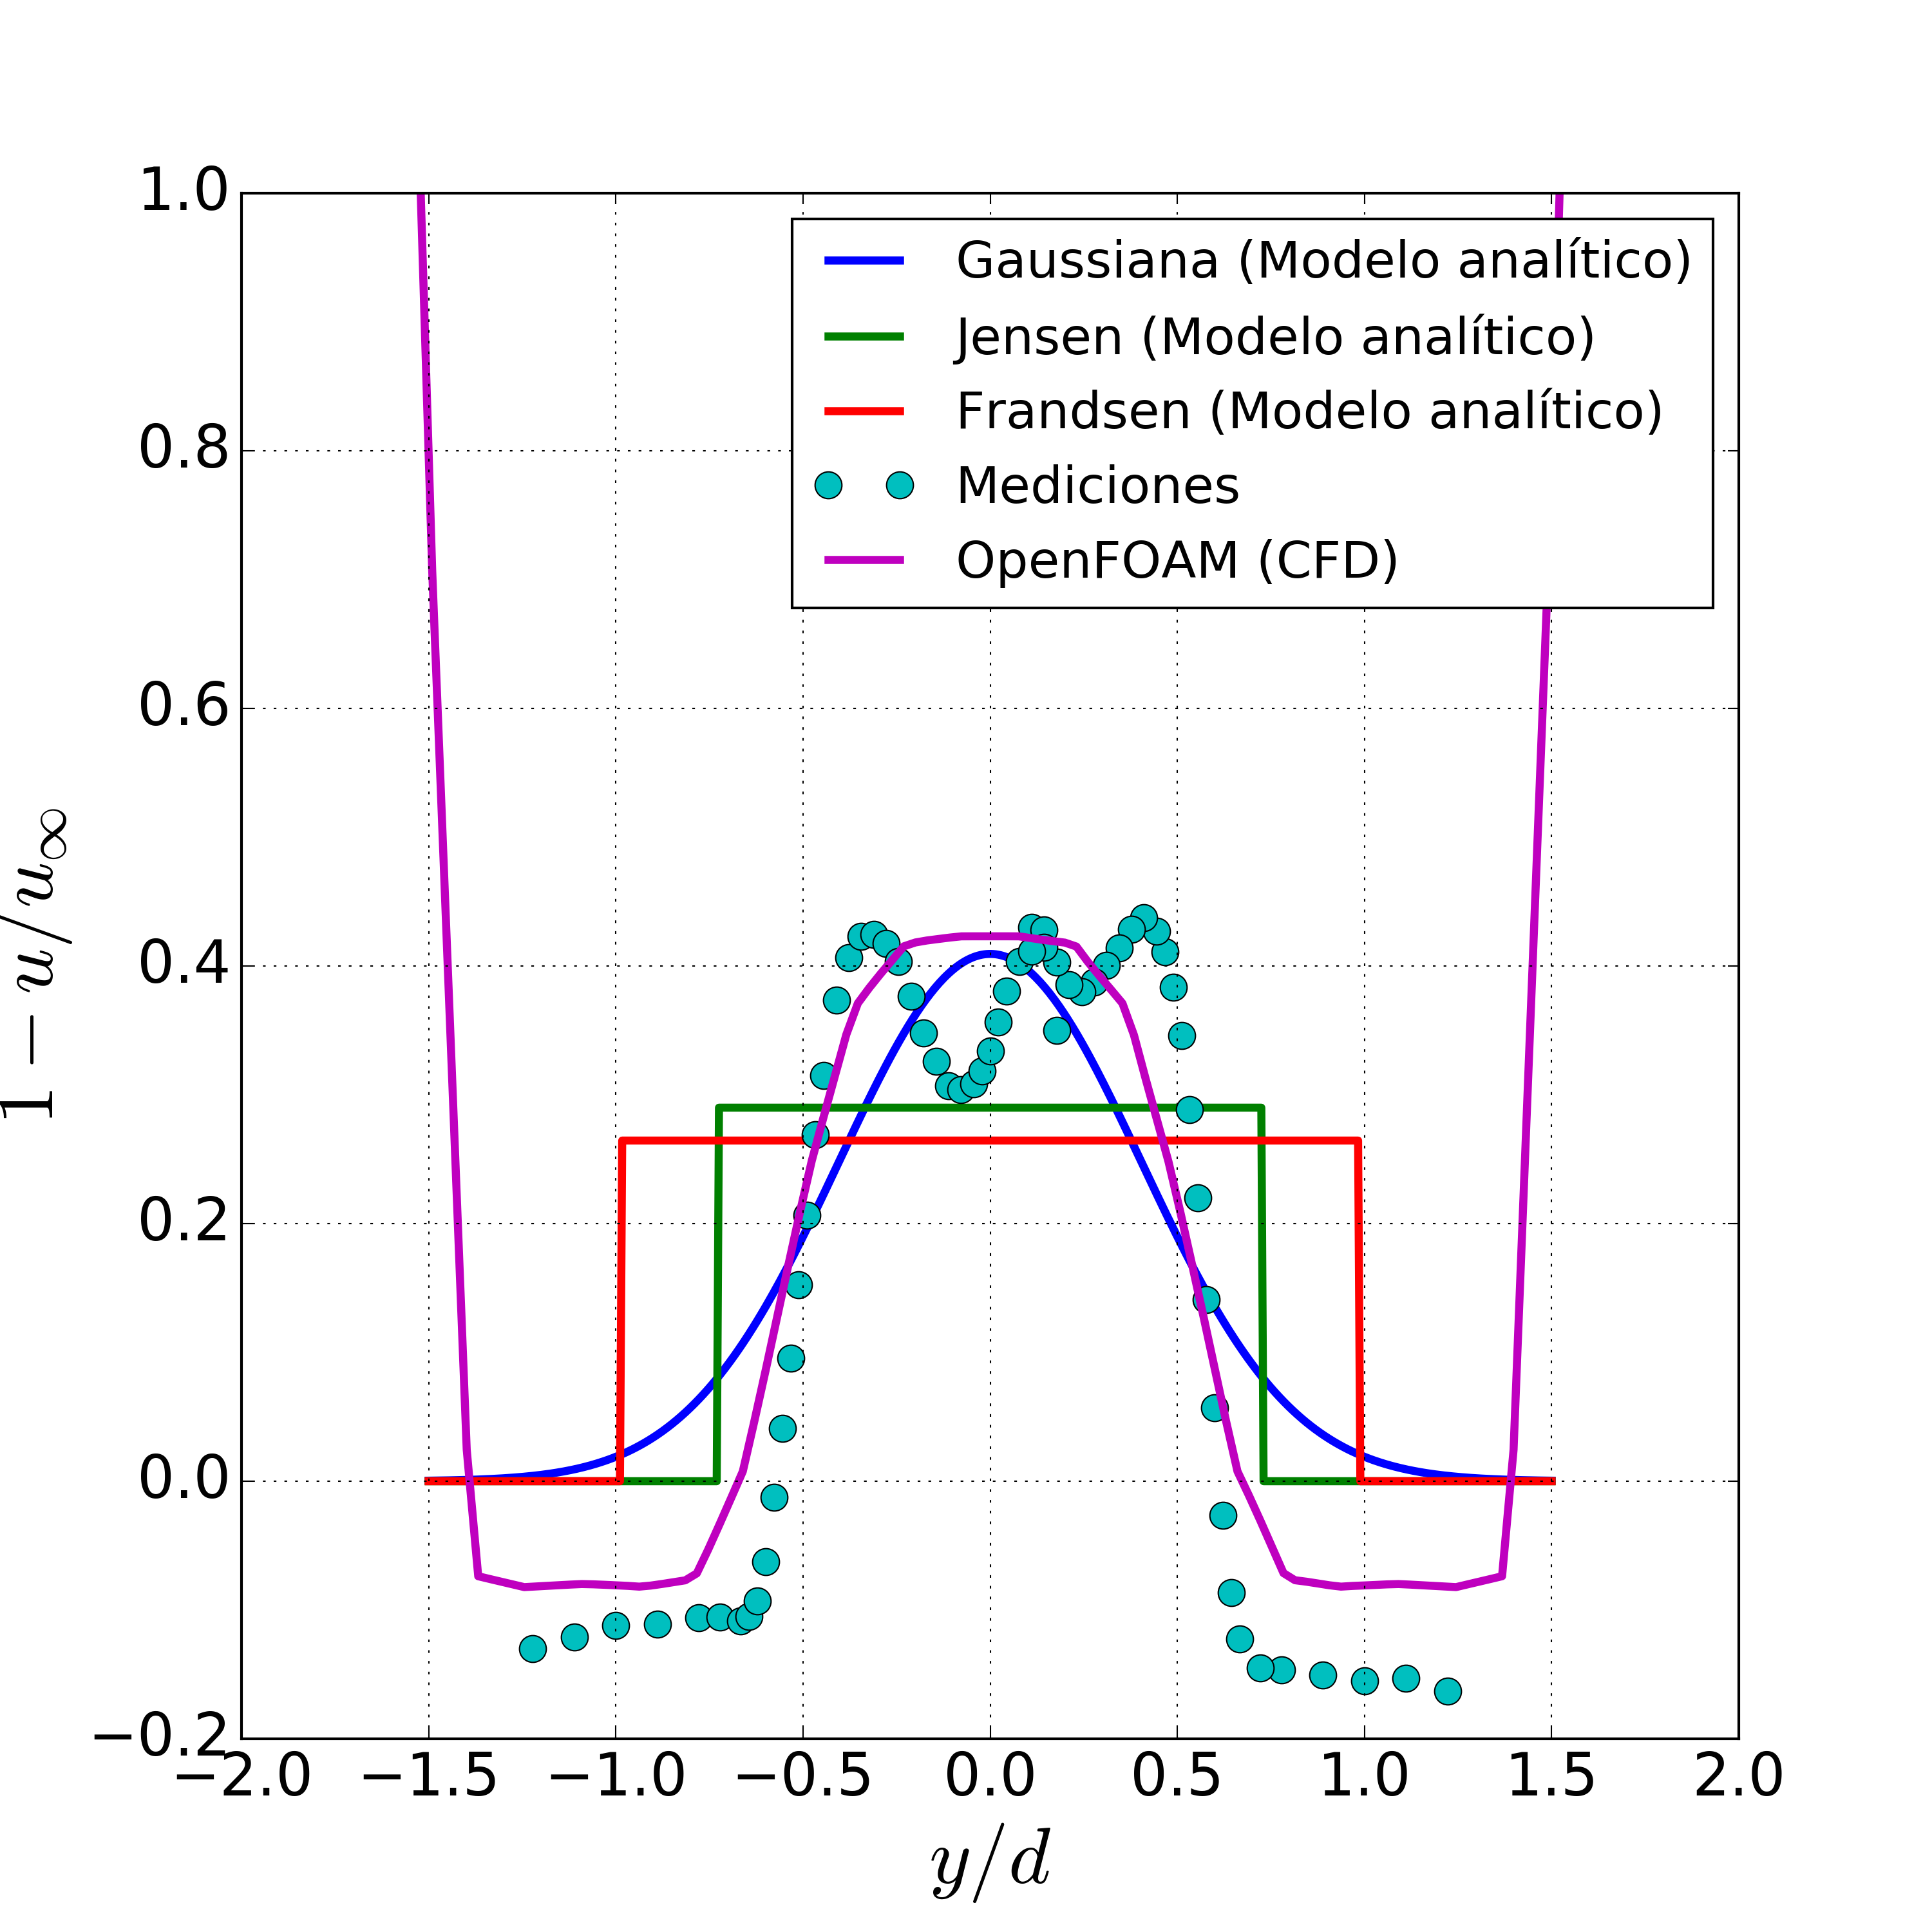 1.0
0.8
0.6
0.4
0.2
0.0
−0.2
1 − u/u∞
Gaussiana (Modelo analítico)
Jensen (Modelo analítico)
Frandsen (Modelo analítico)
Mediciones
OpenFOAM (CFD)
−2.0 −1.5 −1.0 −0.5 0.0 0.5 1.0 1.5 2.0
y/d